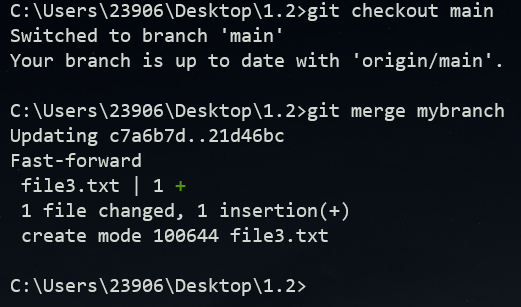 C:\Users\23906\Desktop\1.2>git checkout main
Switched to branch 'main'
Your branch is up to date with 'origin/main'.
C:\Users\23906\Desktop\1.2>git merge mybranch
Updating c7a6b7d..21d46bc
Fast-forward
 file3.txt | 1 +
 1 file changed, 1 insertion(+)
 create mode 100644 file3.txt
C:\Users\23906\Desktop\1.2>